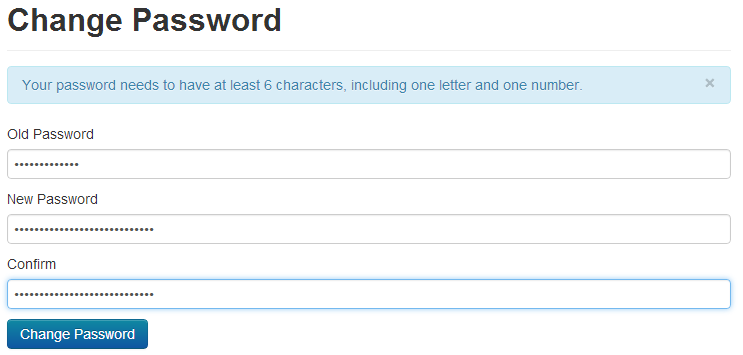 Change Password
Your password needs to have at least 6 characters, including one letter and one number.
×
Old Password
•••••••••••••
New Password
••••••••••••••••••••••••••••
Confirm
••••••••••••••••••••••••••••
Change Password